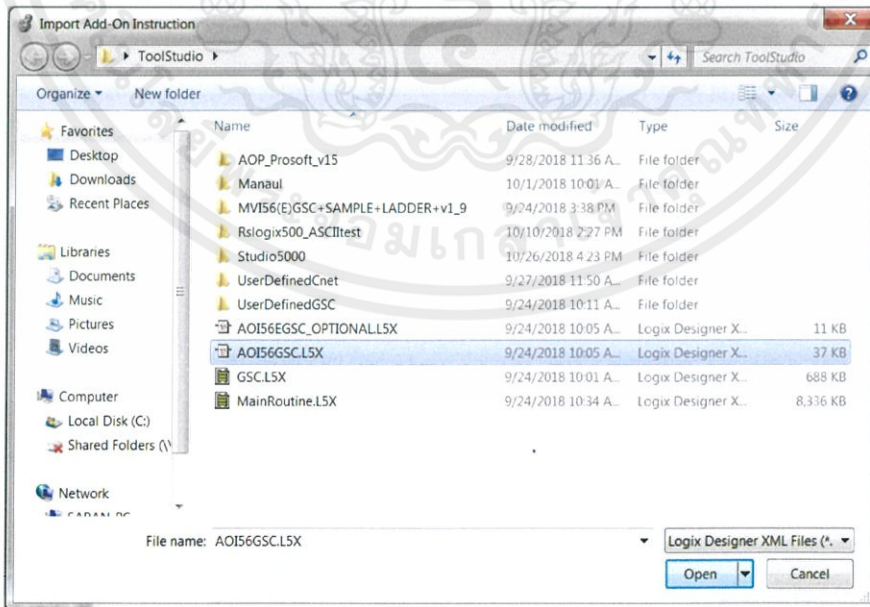 Import Add-On Instruction
ToolStudio
Search ToolStudio
Organize
New folder
Favorites
Desktop
Downloads
Recent Places
Libraries
Documents
Music
Pictures
Videos
Computer
Local Disk (C:)
Shared Folders (\\
Network
Name Date modified Type Size
AOP_Prosoft_v15 9/28/2018 11:36 A... File folder
Manaul 10/1/2018 10:01 A... File folder
MVI56(E)GSC+SAMPLE+LADDER+v1_9 9/24/2018 3:38 PM File folder
Rslogix500_ASCIItest 10/10/2018 2:27 PM File folder
Studio5000 10/26/2018 4:23 PM File folder
UserDefinedCnet 9/27/2018 11:50 A... File folder
UserDefinedGSC 9/24/2018 10:11 A... File folder
AOI56EGSC_OPTIONAL.L5X 9/24/2018 10:05 A... Logix Designer X... 11 KB
AOI56GSC.L5X 9/24/2018 10:05 A... Logix Designer X... 37 KB
GSC.L5X 9/24/2018 10:01 A... Logix Designer X... 688 KB
MainRoutine.L5X 9/24/2018 10:34 A... Logix Designer X... 8,336 KB
File name: AOI56GSC.L5X
Logix Designer XML Files (*.
Open
Cancel